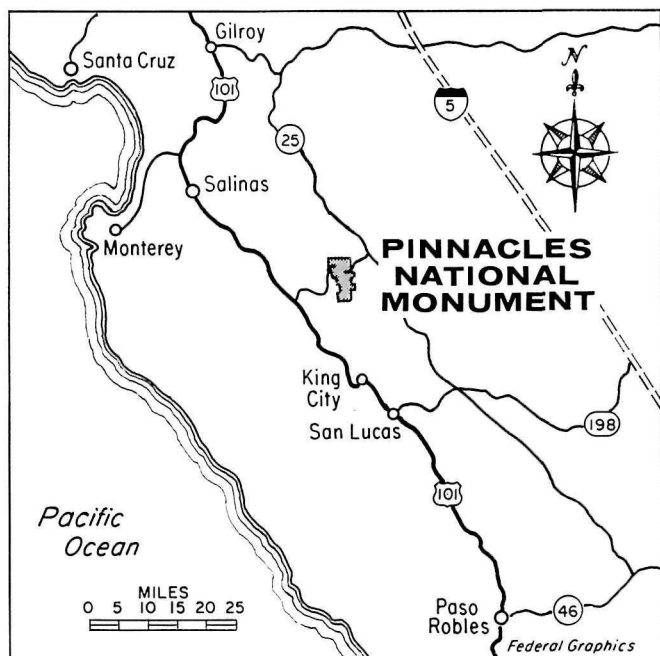 Gilroy
Santa Cruz
101
5
N
25
Salinas
Monterey
PINNACLES
NATIONAL
MONUMENT
King
City
San Lucas
198
101
Pacific
Ocean
MILES
0 5 10 15 20 25
Paso
Robles
46
Federal Graphics